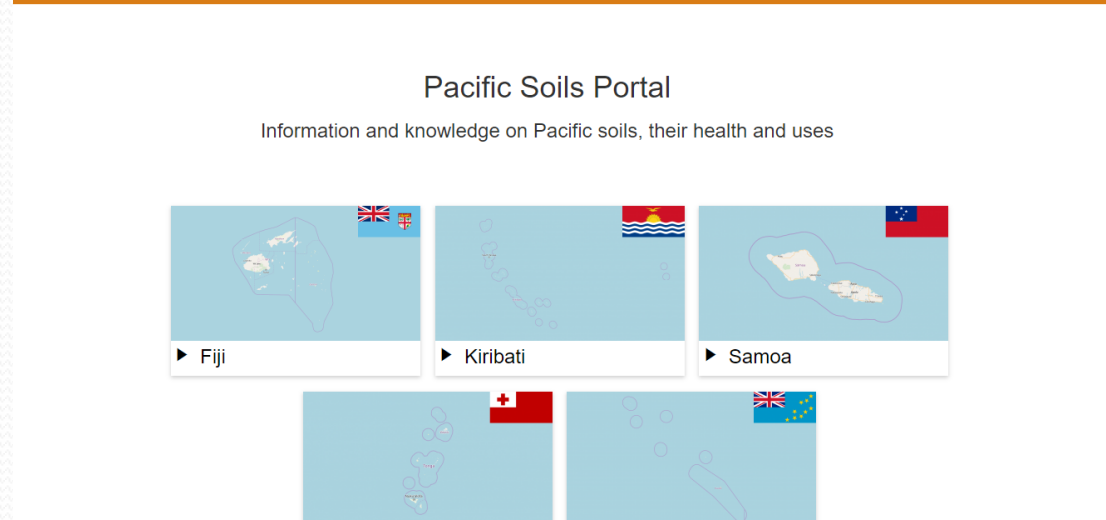 Pacific Soils Portal
Information and knowledge on Pacific soils, their health and uses
Fiji
Kiribati
Samoa